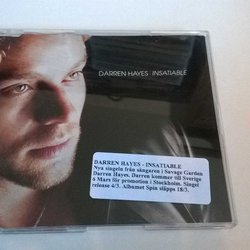 DARREN HAYES INSATIABLE
DARREN HAYES - INSATIABLE
Nya singeln från sångaren i Savage Garden
Darren Hayes. Darren kommer till Sverige
6 Mars för promotion i Stockholm. Singel
release 4/3. Albumet Spin släpps 18/3.